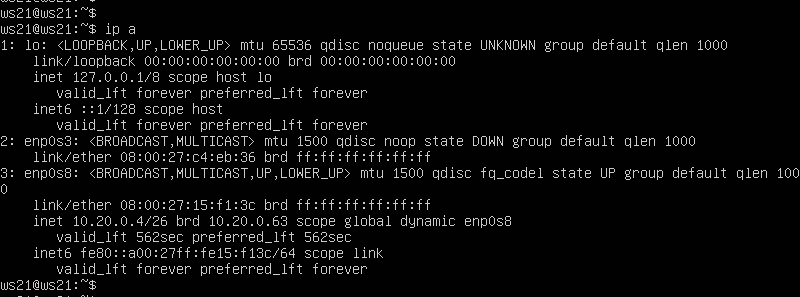 ws21@ws21:~$
ws21@ws21:~$
ws21@ws21:~$ ip a
1: lo: <LOOPBACK,UP,LOWER_UP> mtu 65536 qdisc noqueue state UNKNOWN group default qlen 1000
    link/loopback 00:00:00:00:00:00 brd 00:00:00:00:00:00
    inet 127.0.0.1/8 scope host lo
       valid_lft forever preferred_lft forever
    inet6 ::1/128 scope host
       valid_lft forever preferred_lft forever
2: enp0s3: <BROADCAST,MULTICAST> mtu 1500 qdisc noop state DOWN group default qlen 1000
    link/ether 08:00:27:c4:eb:36 brd ff:ff:ff:ff:ff:ff
3: enp0s8: <BROADCAST,MULTICAST,UP,LOWER_UP> mtu 1500 qdisc fq_codel state UP group default qlen 100
0
    link/ether 08:00:27:15:f1:3c brd ff:ff:ff:ff:ff:ff
    inet 10.20.0.4/26 brd 10.20.0.63 scope global dynamic enp0s8
       valid_lft 562sec preferred_lft 562sec
    inet6 fe80::a00:27ff:fe15:f13c/64 scope link
       valid_lft forever preferred_lft forever
ws21@ws21:~$
ws21@ws21:~$